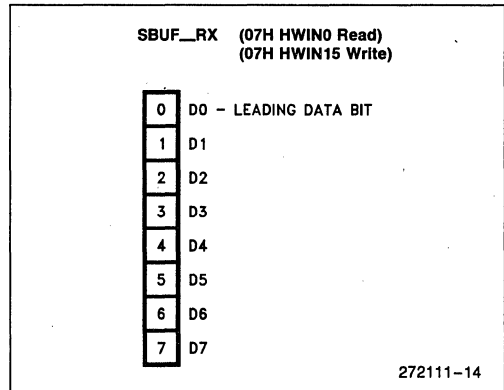 SBUF__RX (07H HWIN0 Read)
(07H HWIN15 Write)
0 D0 – LEADING DATA BIT
1 D1
2 D2
3 D3
4 D4
5 D5
6 D6
7 D7
272111–14